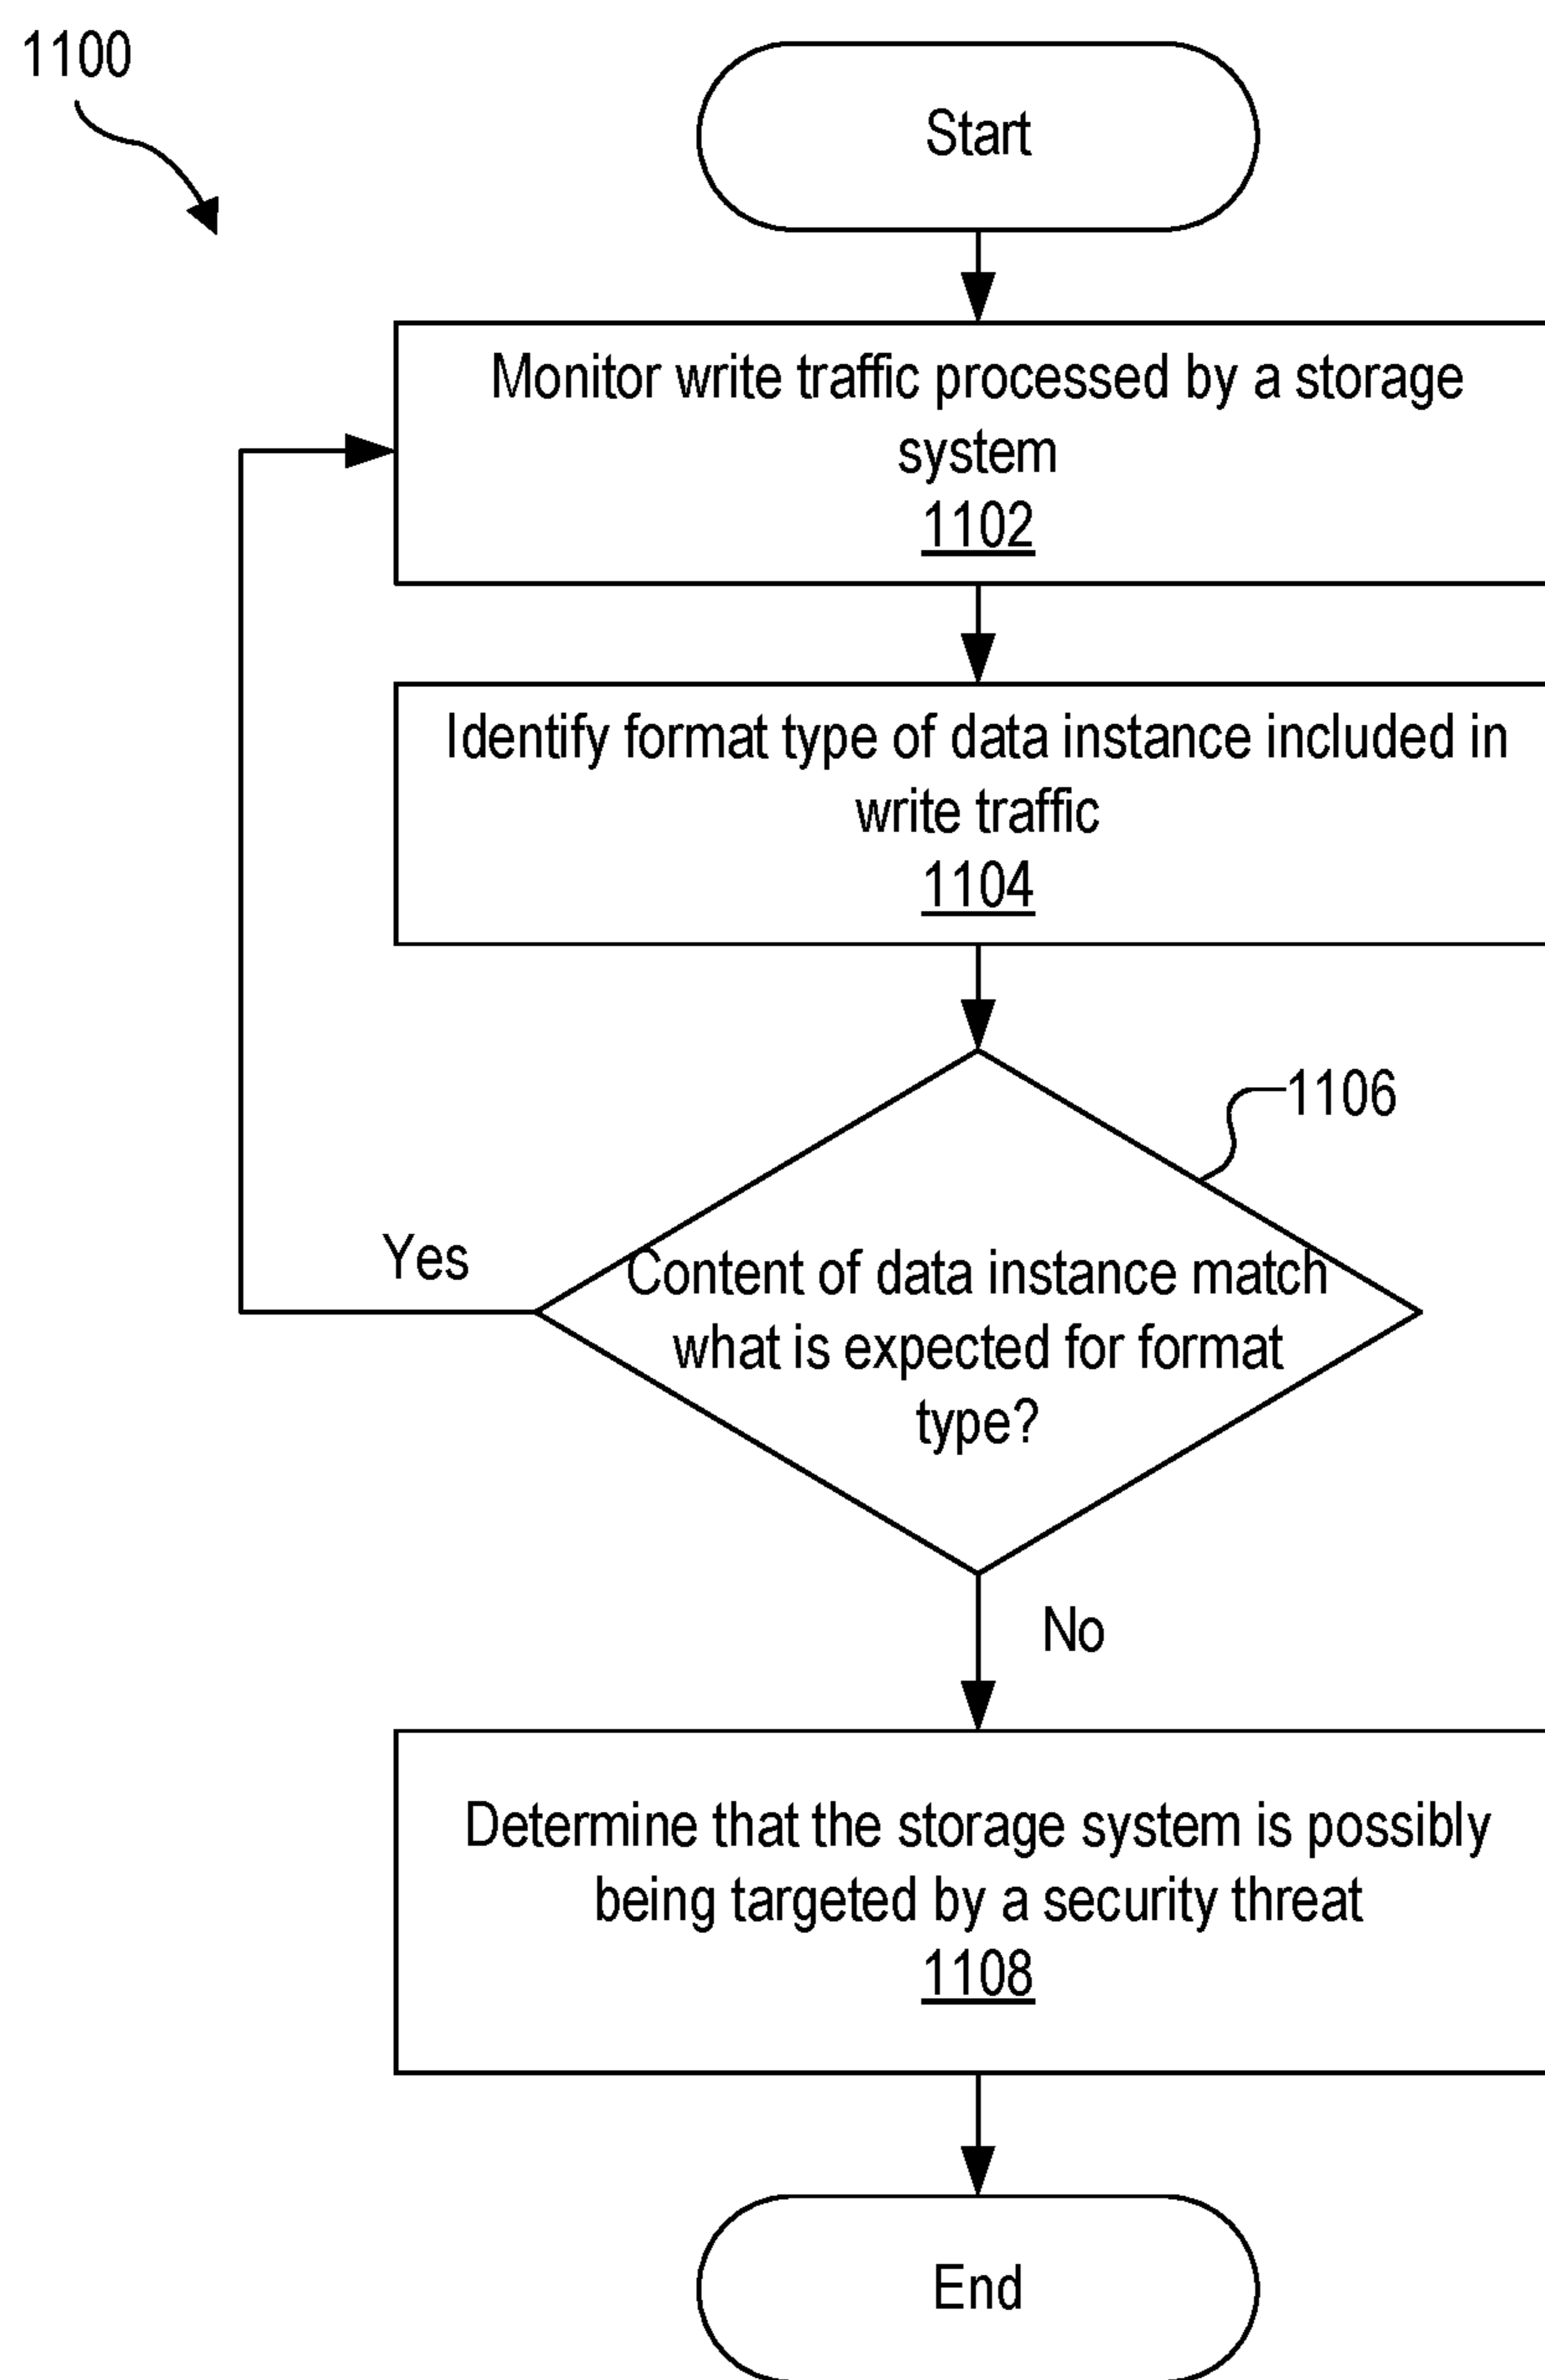 1100
Start
Monitor write traffic processed by a storage
system
1102
Identify format type of data instance included in
write traffic
1104
1106
Yes
Content of data instance match
what is expected for format
type?
No
Determine that the storage system is possibly
being targeted by a security threat
1108
End